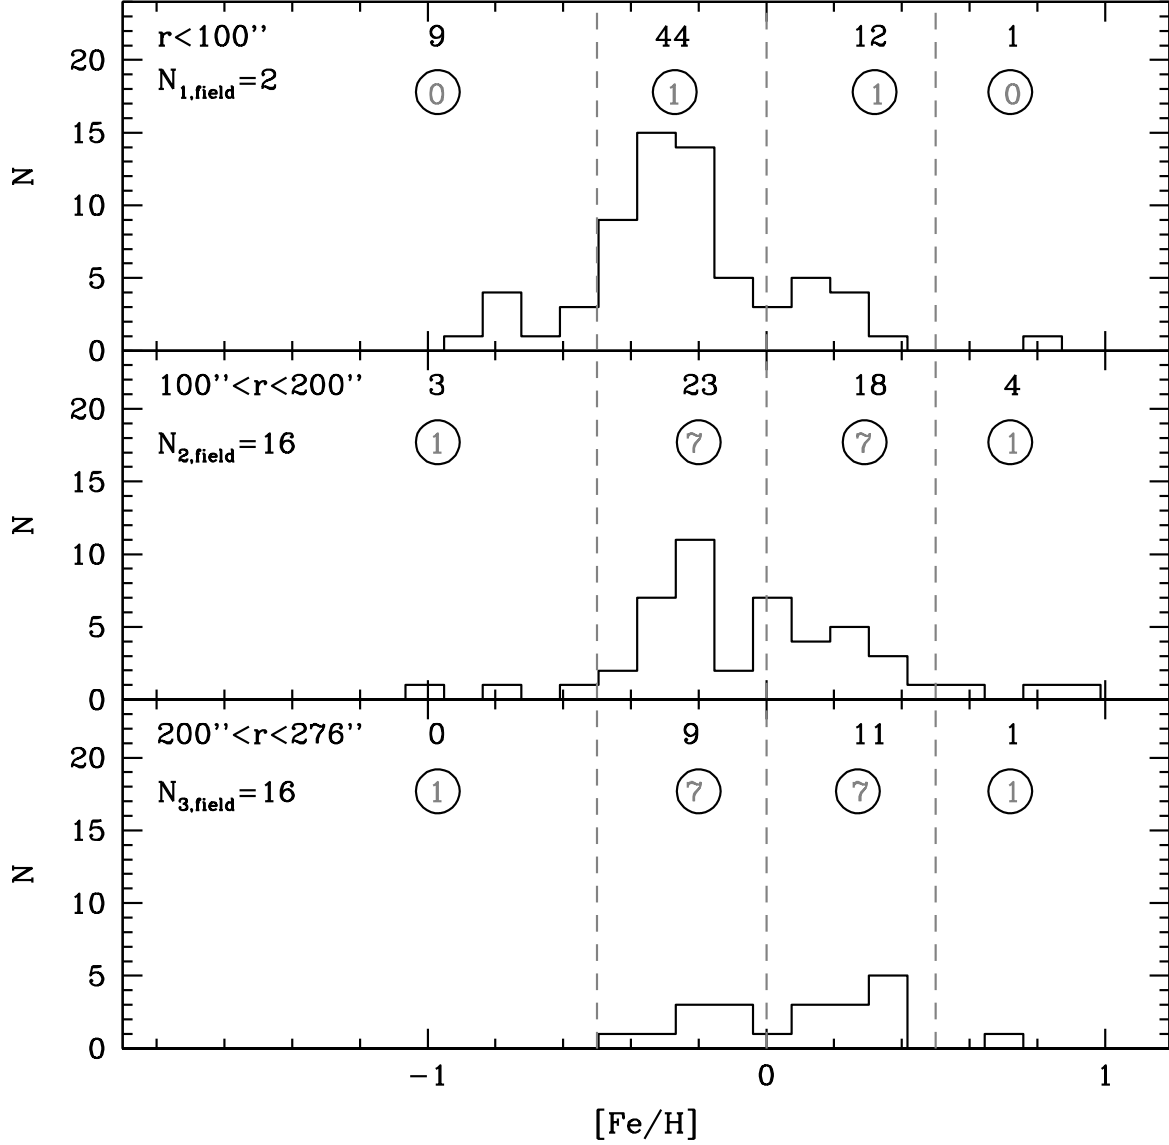 r<100’’ 9 44 12 1
N1,field=2 0 1 1 0
20
15
10
5
0
N
100’’<r<200’’ 3 23 18 4
N2,field=16 1 7 7 1
20
15
10
5
0
N
200’’<r<276’’ 0 9 11 1
N3,field=16 1 7 7 1
20
15
10
5
0
N
−1 0 1
[Fe/H]